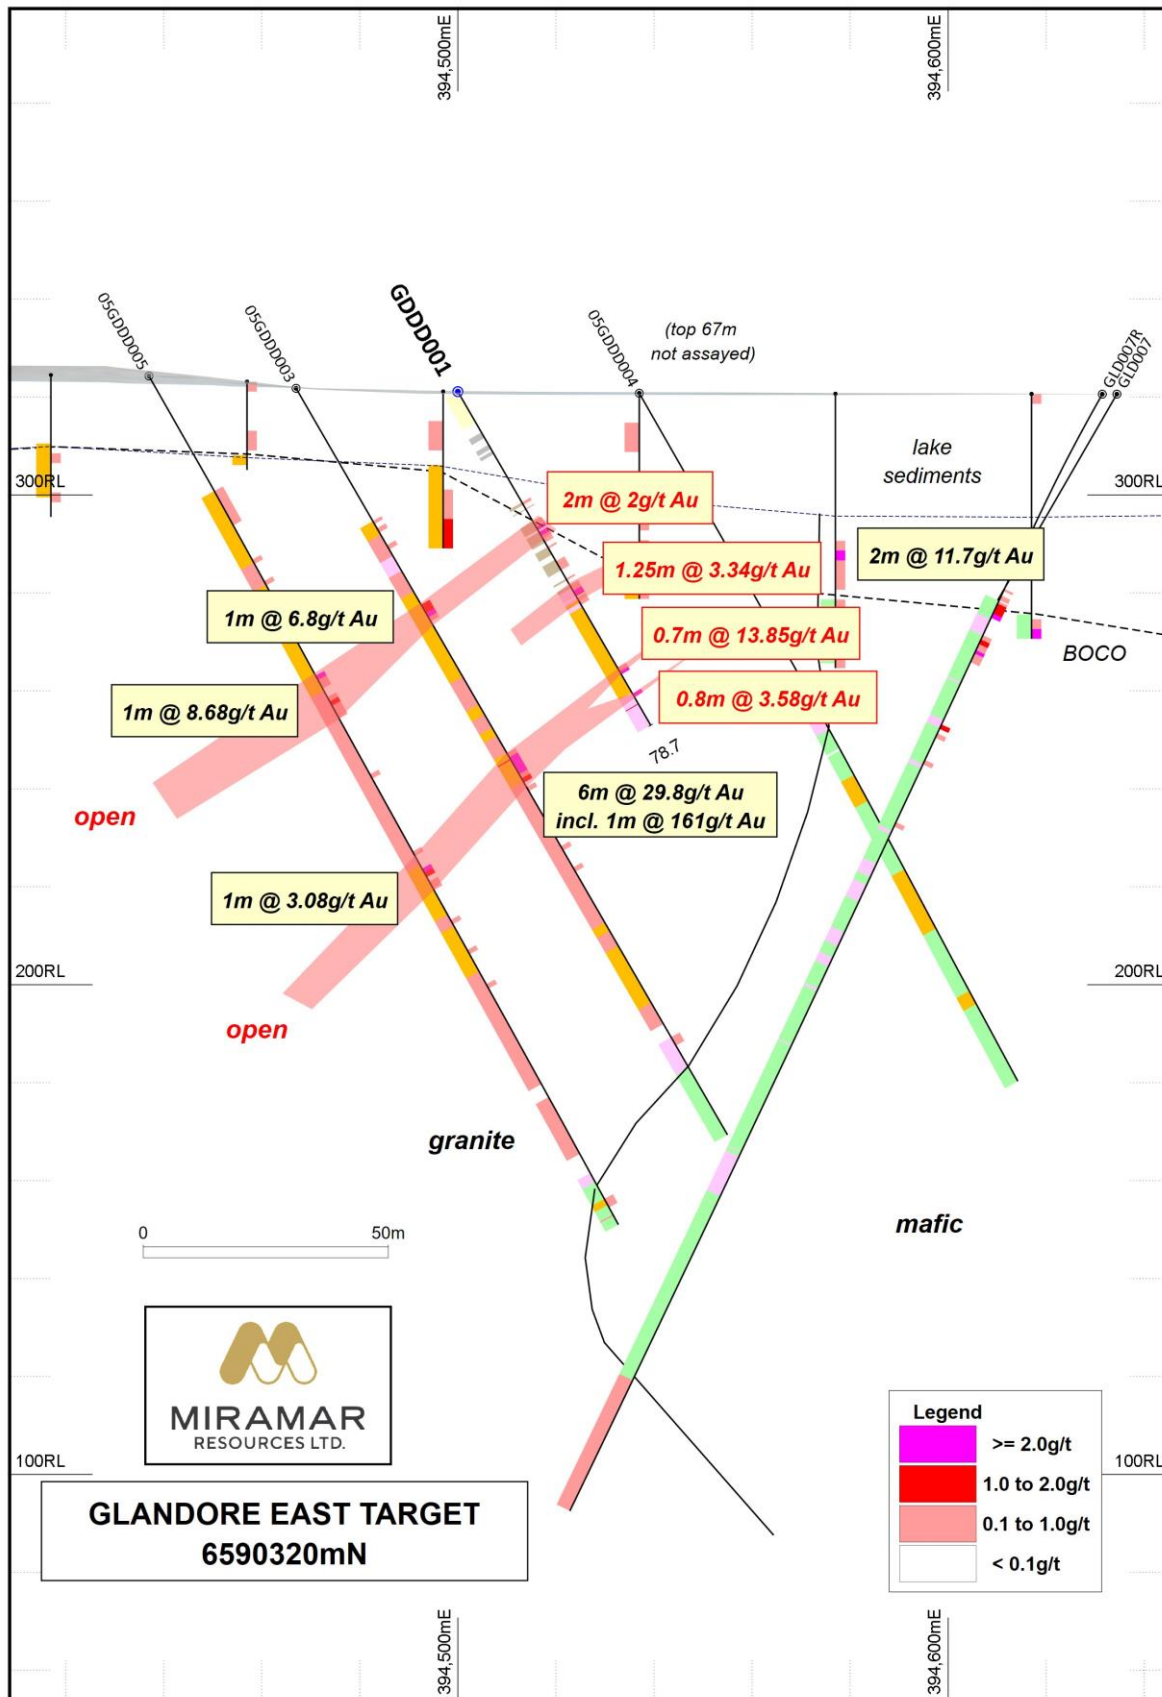 394,500mE
394,600mE
05GDDD005
05GDDD003
GDDD001
05GDDD004
(top 67m
not assayed)
GLD007R
GLD007
lake
sediments
300RL
300RL
2m @ 2g/t Au
2m @ 11.7g/t Au
1.25m @ 3.34g/t Au
1m @ 6.8g/t Au
0.7m @ 13.85g/t Au
BOCO
0.8m @ 3.58g/t Au
1m @ 8.68g/t Au
78.7
6m @ 29.8g/t Au
incl. 1m @ 161g/t Au
open
1m @ 3.08g/t Au
200RL
200RL
open
granite
mafic
0
50m
MIRAMAR
RESOURCES LTD.
Legend
>= 2.0g/t
1.0 to 2.0g/t
0.1 to 1.0g/t
< 0.1g/t
100RL
100RL
GLANDORE EAST TARGET
6590320mN
394,500mE
394,600mE